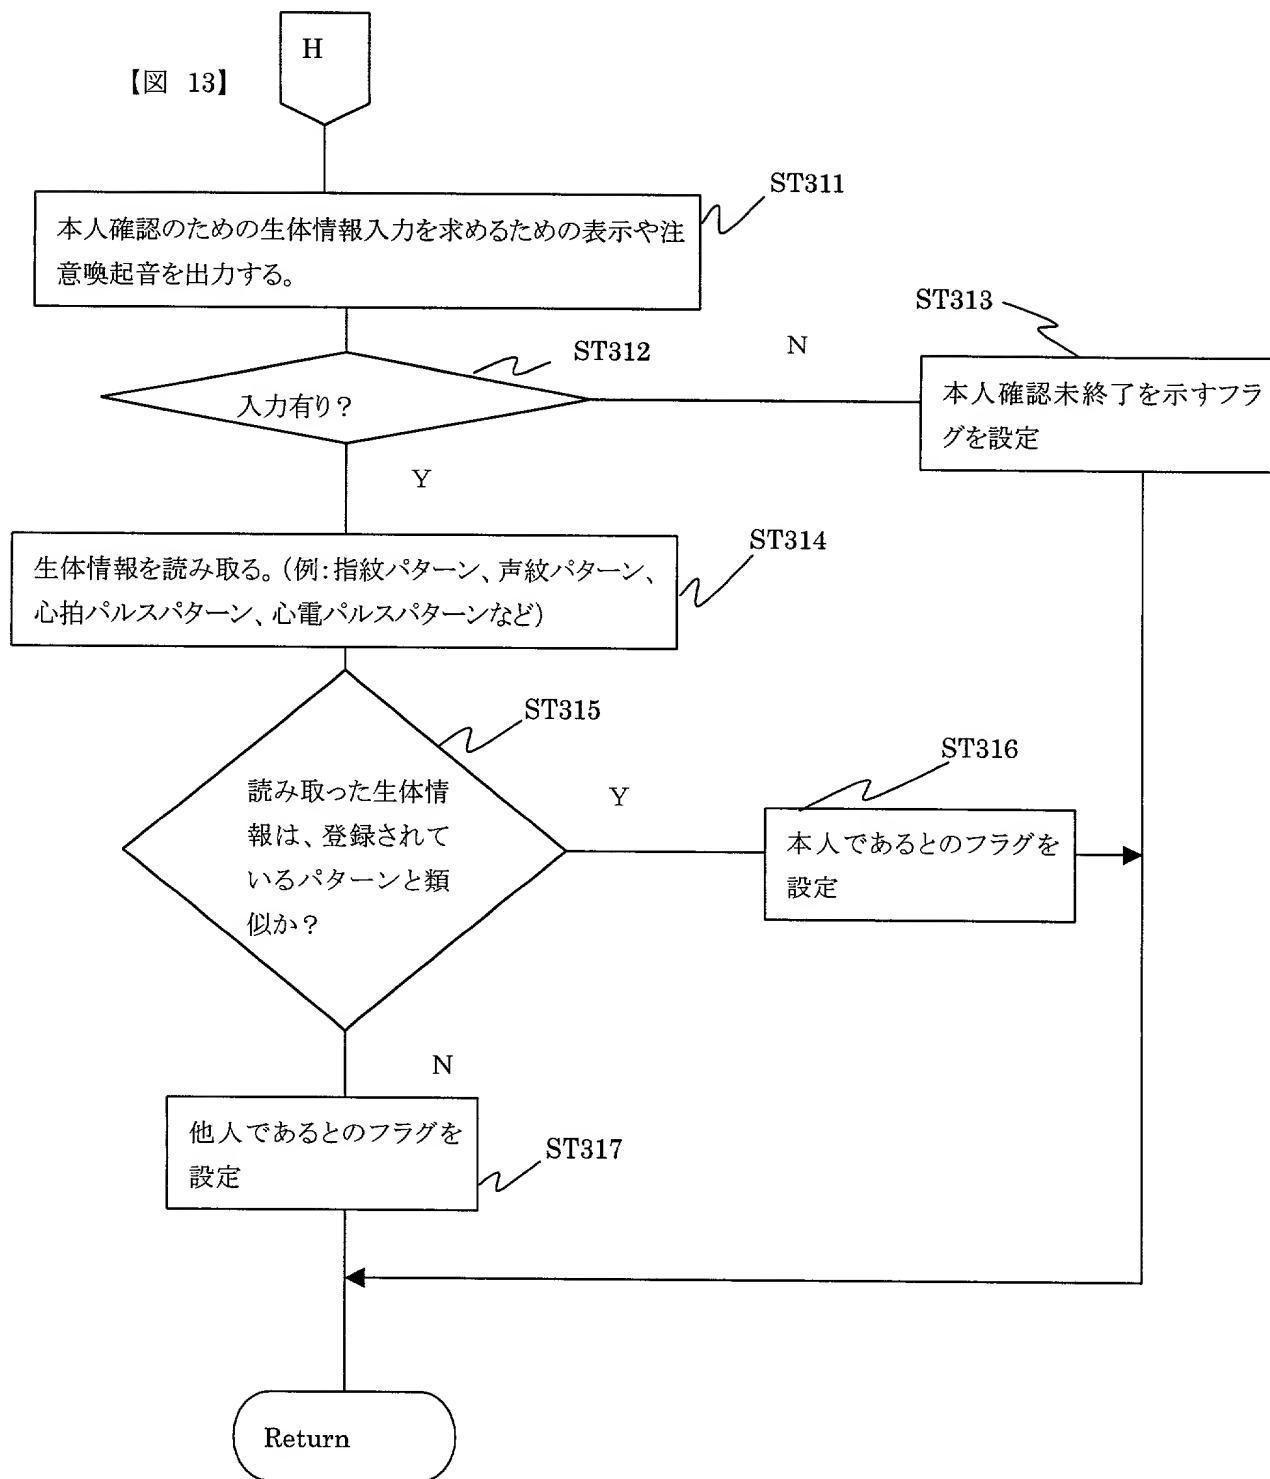 H
【図 13】
ST311
本人確認のための生体情報入力を求めるための表示や注
意喚起音を出力する。
ST313
ST312
N
入力有り？
本人確認未終了を示すフラ
グを設定
Y
ST314
生体情報を読み取る。（例：指紋パターン、声紋パターン、
心拍パルスパターン、心電パルスパターンなど）
ST315
ST316
読み取った生体情
報は、登録されて
いるパターンと類
似か？
Y
本人であるとのフラグを
設定
N
他人であるとのフラグを
設定
ST317
Return